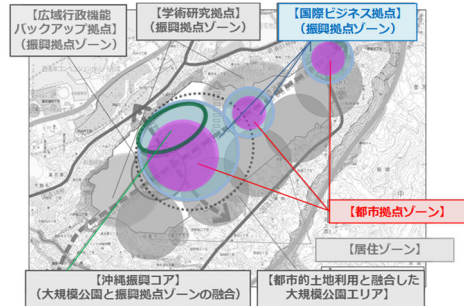 【広域行政機能
バックアップ拠点】
（振興拠点ゾーン）
【学術研究拠点】
（振興拠点ゾーン）
【国際ビジネス拠点】
（振興拠点ゾーン）
【都市拠点ゾーン】
【居住ゾーン】
【沖縄振興コア】
（大規模公園と振興拠点ゾーンの融合）
【都市的土地利用と融合した
大規模公園エリア】